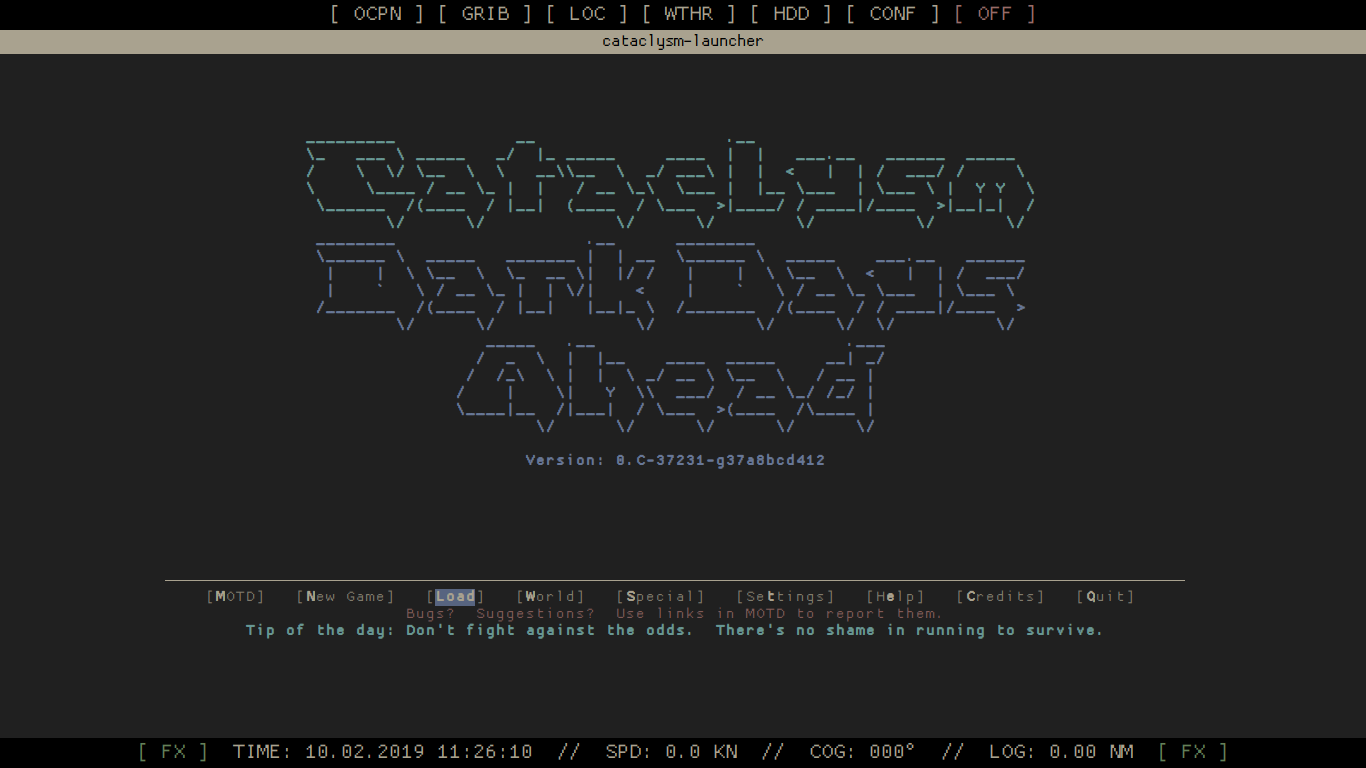 [ OCPN ] [ GRIB ] [ LOC ] [ WTHR ] [ HDD ] [ CONF ] [ OFF ]
cataclysm-launcher
Cataclysm
Dark Days
Ahead
Version: 0.C-37231-g37a8bcd412
[MOTD] [New Game] [Load] [World] [Special] [Settings] [Help] [Credits] [Quit]
Bugs? Suggestions? Use links in MOTD to report them.
Tip of the day: Don't fight against the odds. There's no shame in running to survive.
[ FX ] TIME: 10.02.2019 11:26:10 // SPD: 0.0 KN // COG: 000° // LOG: 0.00 NM [ FX ]